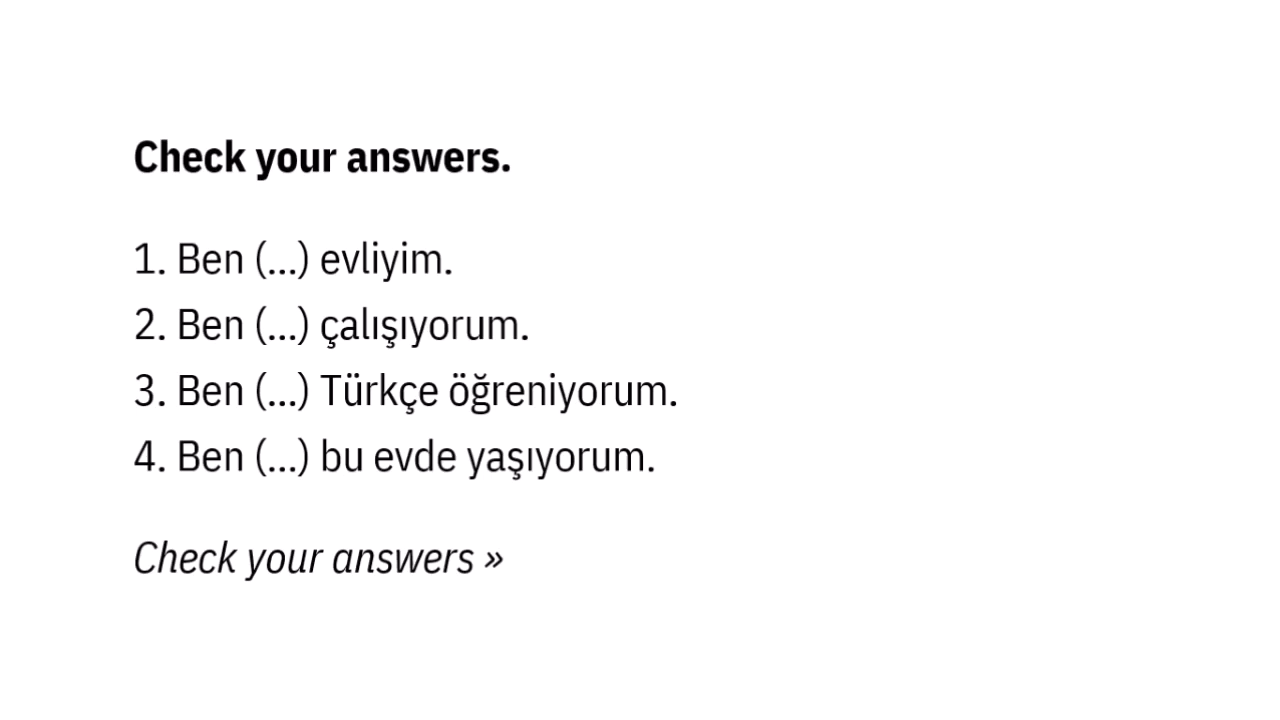 Check your answers.
1. Ben (...) evliyim.
2. Ben (...) çalışıyorum.
3. Ben (...) Türkçe öğreniyorum.
4. Ben (...) bu evde yaşıyorum.
Check your answers »